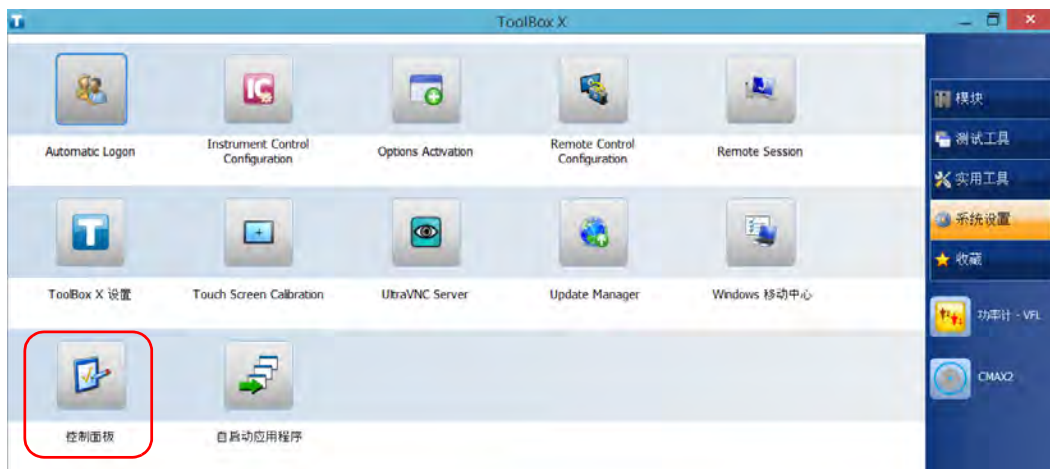 ToolBox X
Automatic Logon
Instrument Control
Configuration
Options Activation
Remote Control
Configuration
Remote Session
ToolBox X 设置
Touch Screen Calibration
UltraVNC Server
Update Manager
Windows 移动中心
控制面板
自启动应用程序
模块
测试工具
实用工具
系统设置
收藏
功率计 - VFL
CMAX2